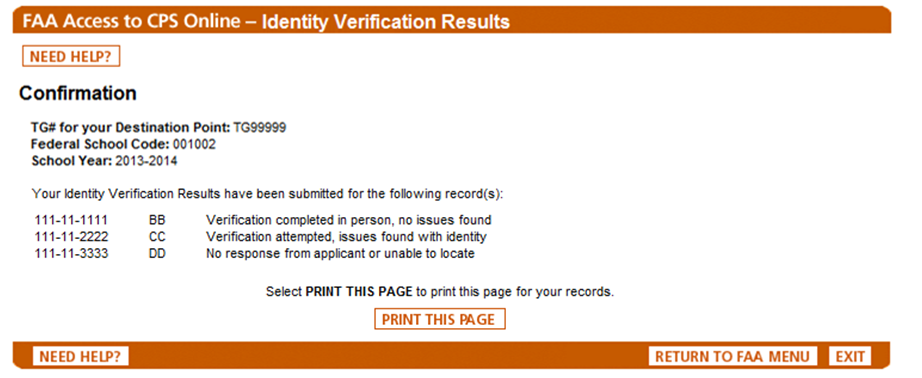 FAA Access to CPS Online – Identity Verification Results
NEED HELP?
Confirmation
TG# for your Destination Point: TG99999
Federal School Code: 001002
School Year: 2013-2014
Your Identity Verification Results have been submitted for the following record(s):
111-11-1111 BB Verification completed in person, no issues found
111-11-2222 CC Verification attempted, issues found with identity
111-11-3333 DD No response from applicant or unable to locate
Select PRINT THIS PAGE to print this page for your records.
PRINT THIS PAGE
NEED HELP? RETURN TO FAA MENU EXIT